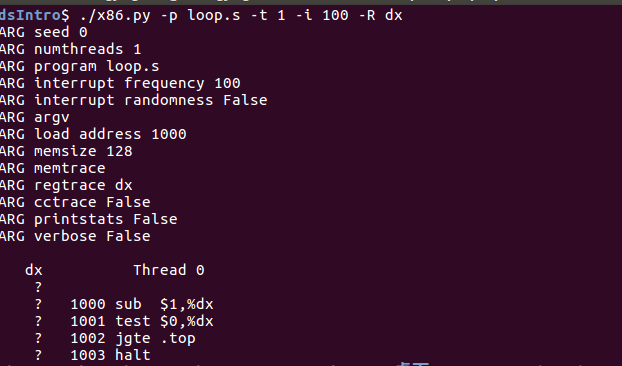 dsIntro$ ./x86.py -p loop.s -t 1 -i 100 -R dx
ARG seed 0
ARG numthreads 1
ARG program loop.s
ARG interrupt frequency 100
ARG interrupt randomness False
ARG argv
ARG load address 1000
ARG memsize 128
ARG memtrace
ARG regtrace dx
ARG cctrace False
ARG printstats False
ARG verbose False
dx Thread 0
?
? 1000 sub $1,%dx
? 1001 test $0,%dx
? 1002 jgte .top
? 1003 halt